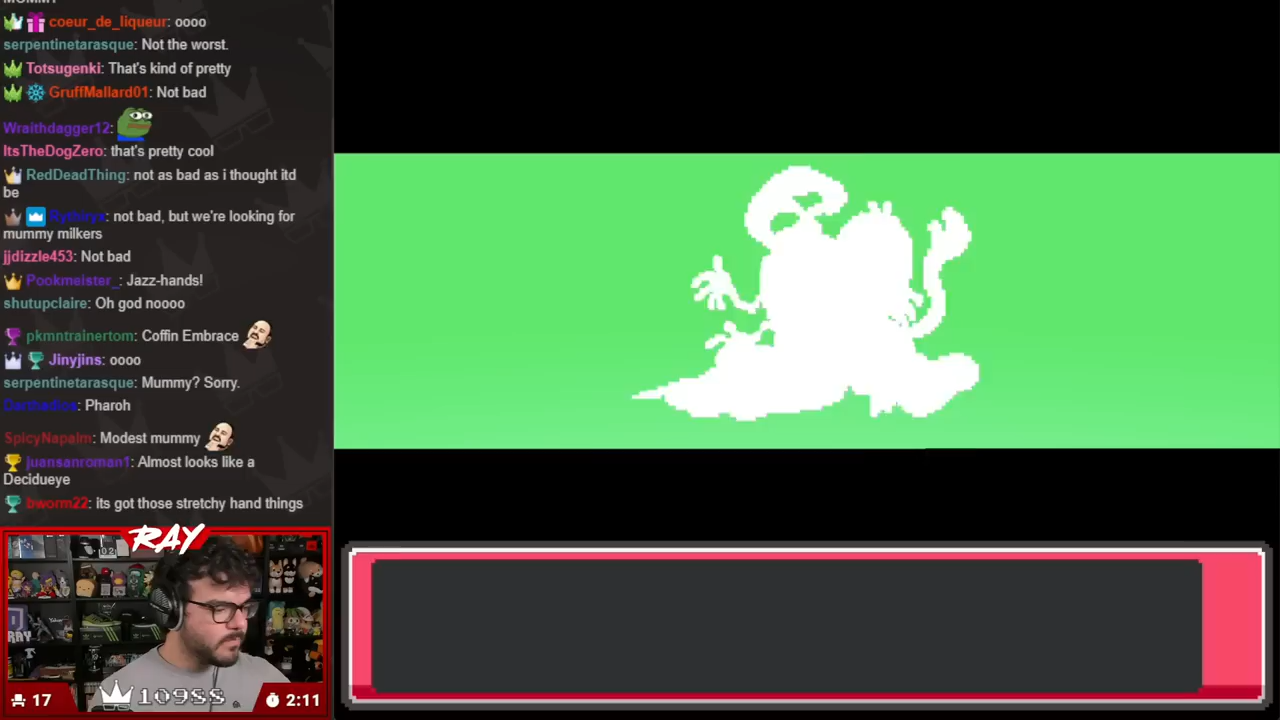 MOMMY
coeur_de_liqueur: oooo
serpentinetarasque: Not the worst.
Totsugenki: That's kind of pretty
GruffMallard01: Not bad
Wraithdagger12:
ItsTheDogZero: that's pretty cool
RedDeadThing: not as bad as i thought itd
be
Rythiryx: not bad, but we're looking for
mummy milkers
jjdizzle453: Not bad
Pookmeister_: Jazz-hands!
shutupclaire: Oh god noooo
pkmntrainertom: Coffin Embrace
Jinyjins: oooo
serpentinetarasque: Mummy? Sorry.
Pharoh
SpicyNapalm: Modest mummy
juansanroman1: Almost looks like a
Decidueye
bworm22: its got those stretchy hand things
RAY
RAY
17
2:11